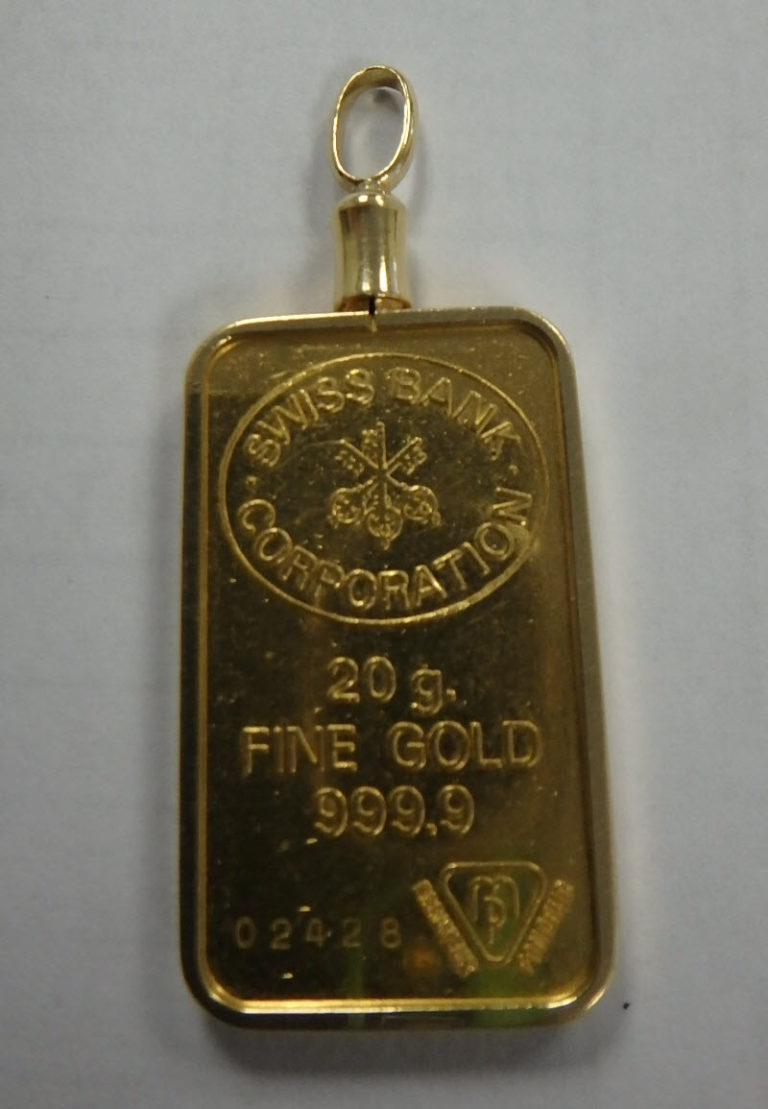 SWISS BANK
CORPORATION
20 g.
FINE GOLD
999,9
02428